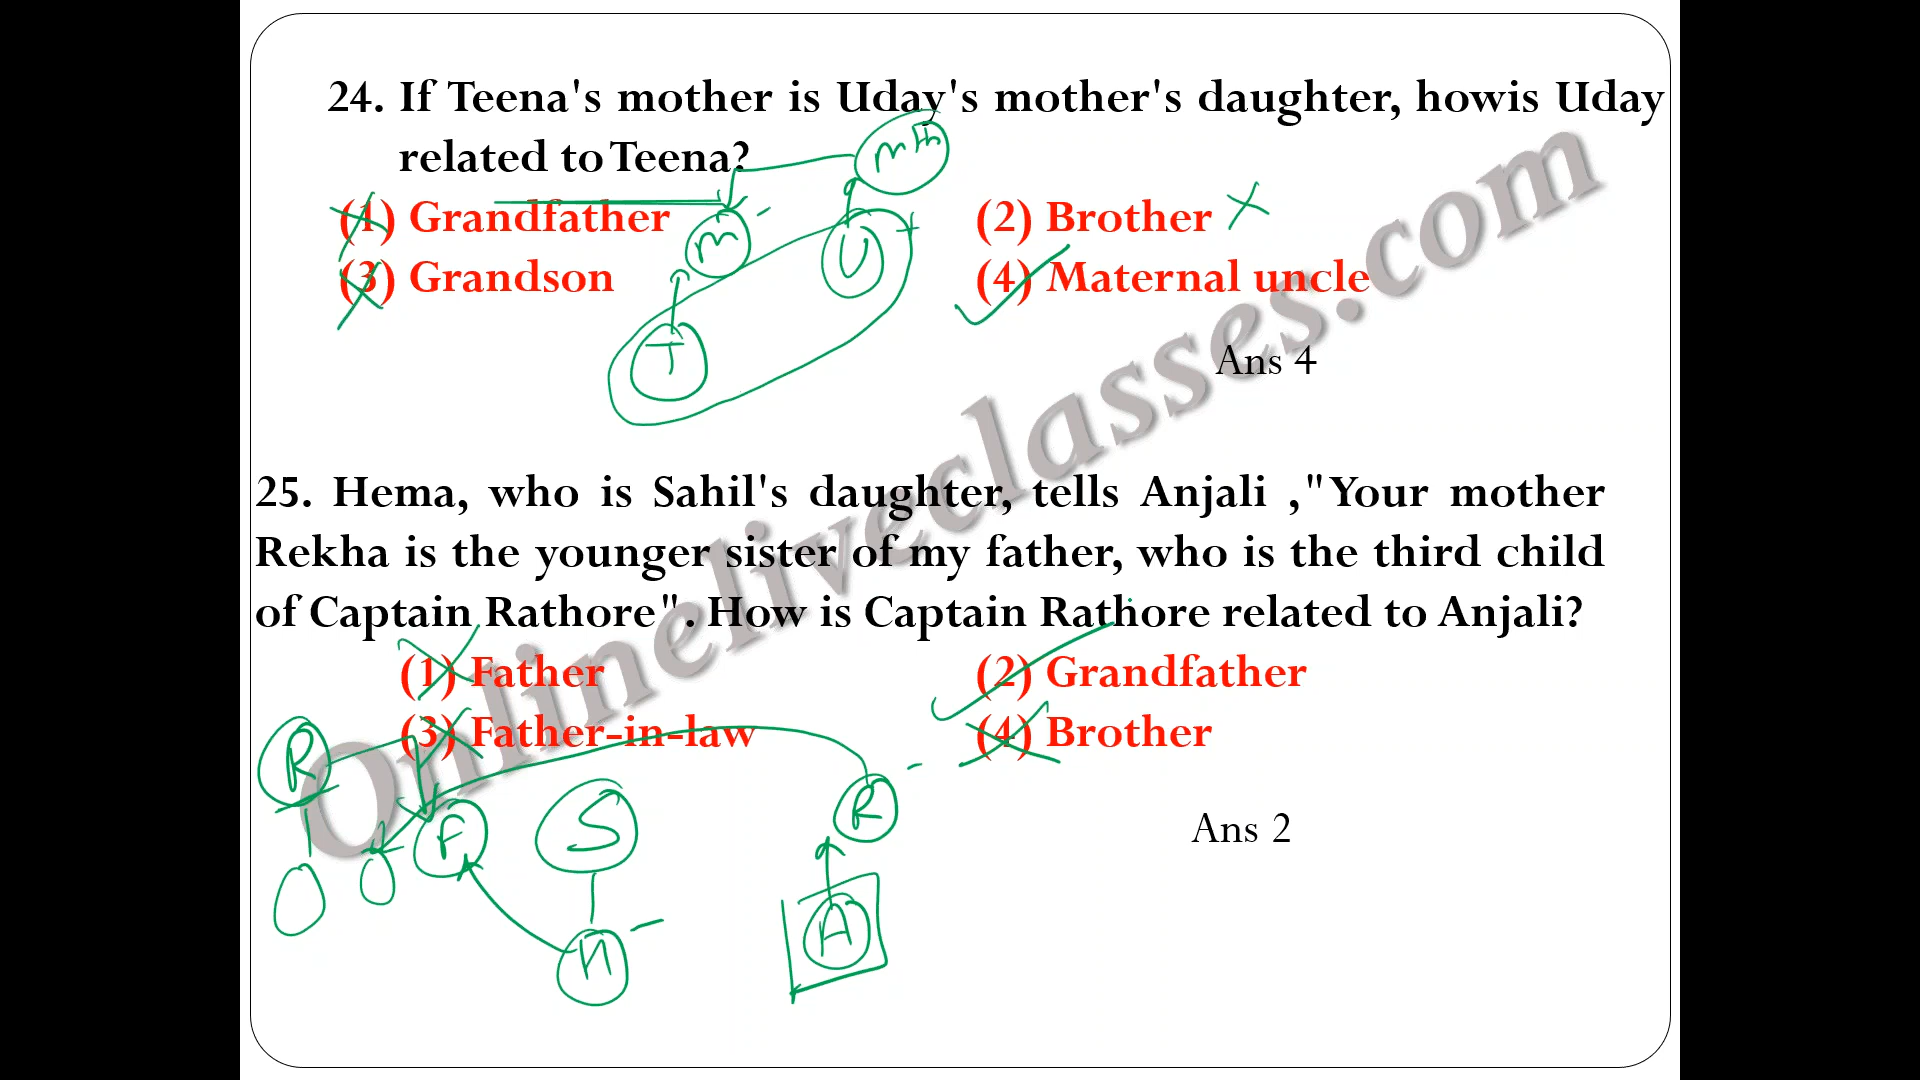 24. If Teena's mother is Uday's mother's daughter, howis Uday
related to Teena?
(1) Grandfather (2) Brother
(3) Grandson (4) Maternal uncle
Ans 4
25. Hema, who is Sahil's daughter, tells Anjali ,"Your mother
Rekha is the younger sister of my father, who is the third child
of Captain Rathore". How is Captain Rathore related to Anjali?
(1) Father (2) Grandfather
(3) Father-in-law (4) Brother
Ans 2
Onlineliveclasses.com
mth
m
U
T
R
F
S
R
H
A